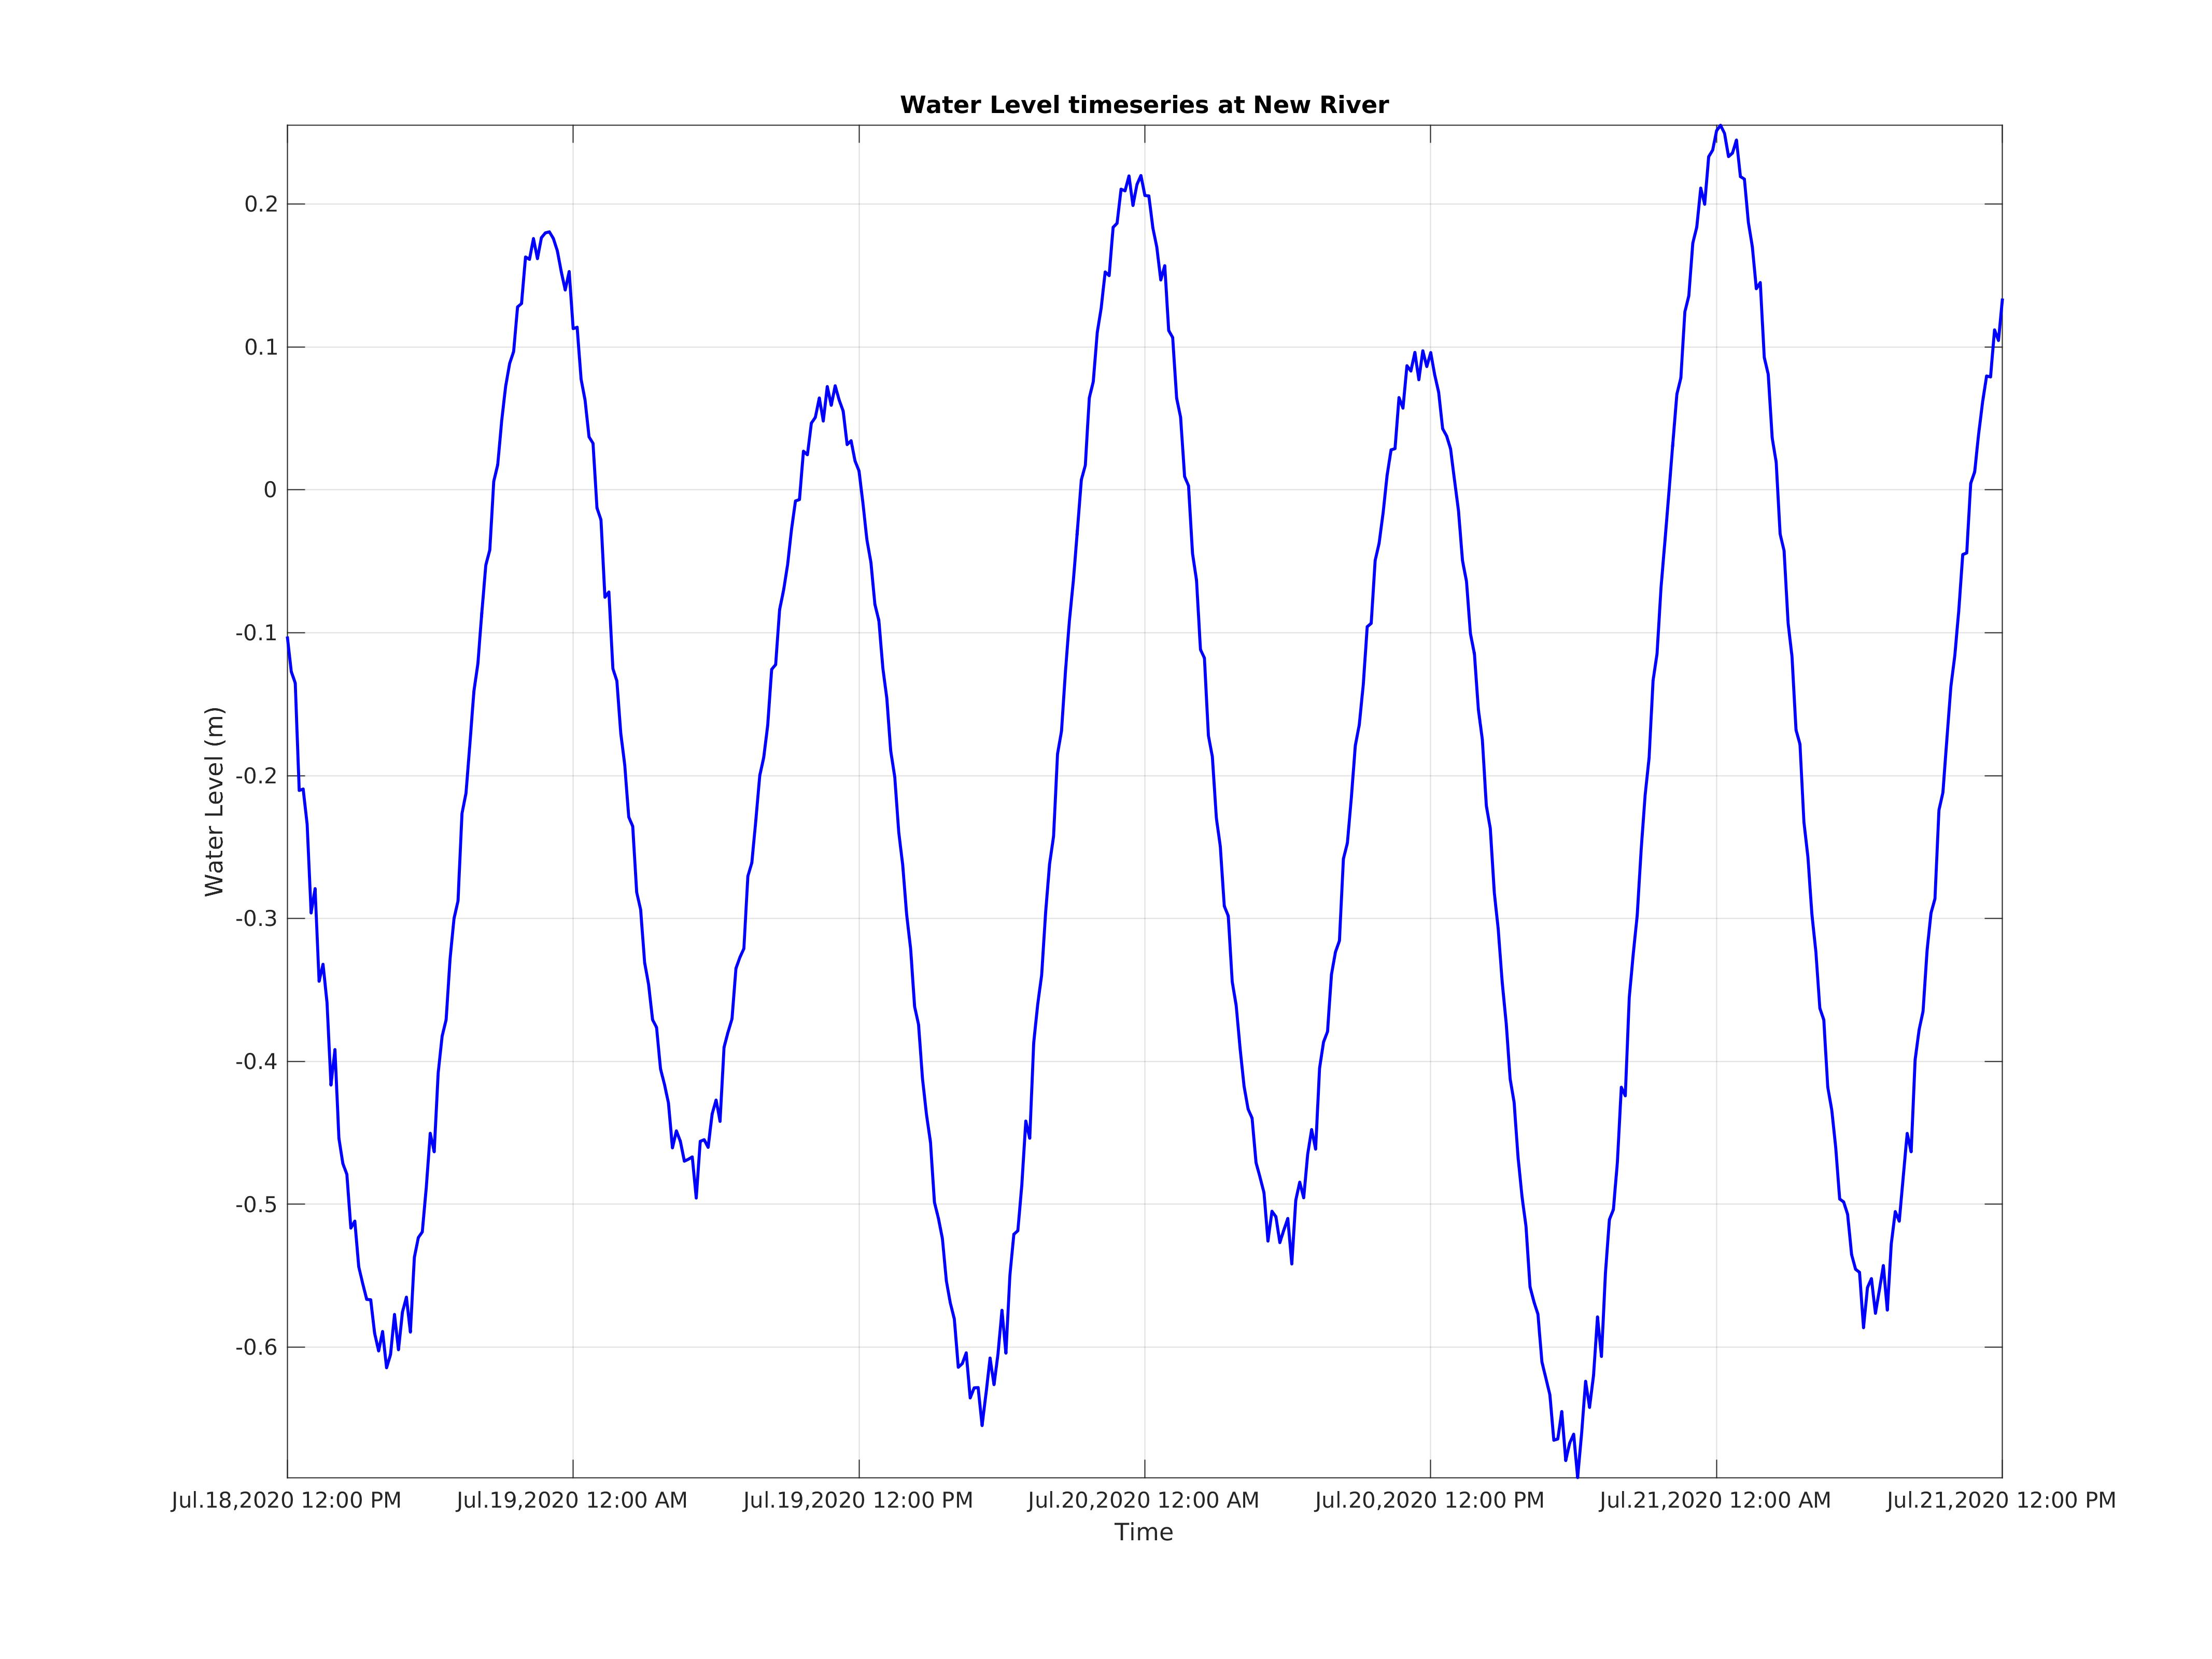 Water Level timeseries at New River
0.2
0.1
0
-0.1
-0.2
-0.3
-0.4
-0.5
-0.6
Water Level (m)
Jul.18,2020 12:00 PM
Jul.19,2020 12:00 AM
Jul.19,2020 12:00 PM
Jul.20,2020 12:00 AM
Jul.20,2020 12:00 PM
Jul.21,2020 12:00 AM
Jul.21,2020 12:00 PM
Time